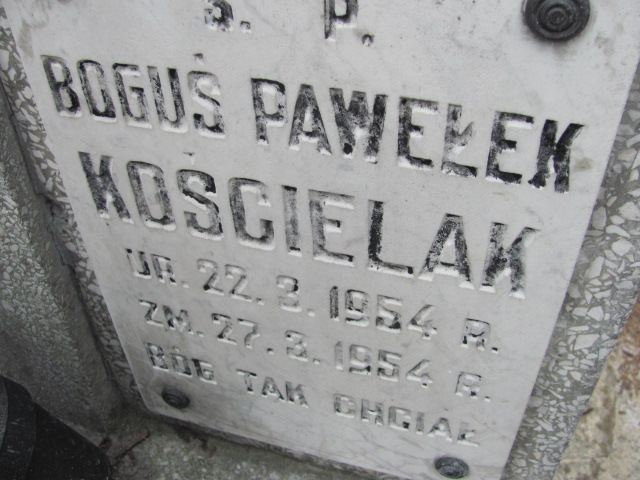 Ś. P.
BOGUŚ PAWEŁEK
KOŚCIELAK
UR. 22.3.1954 R.
ZM. 27.3.1954 R.
BÓG TAK CHCIAŁ